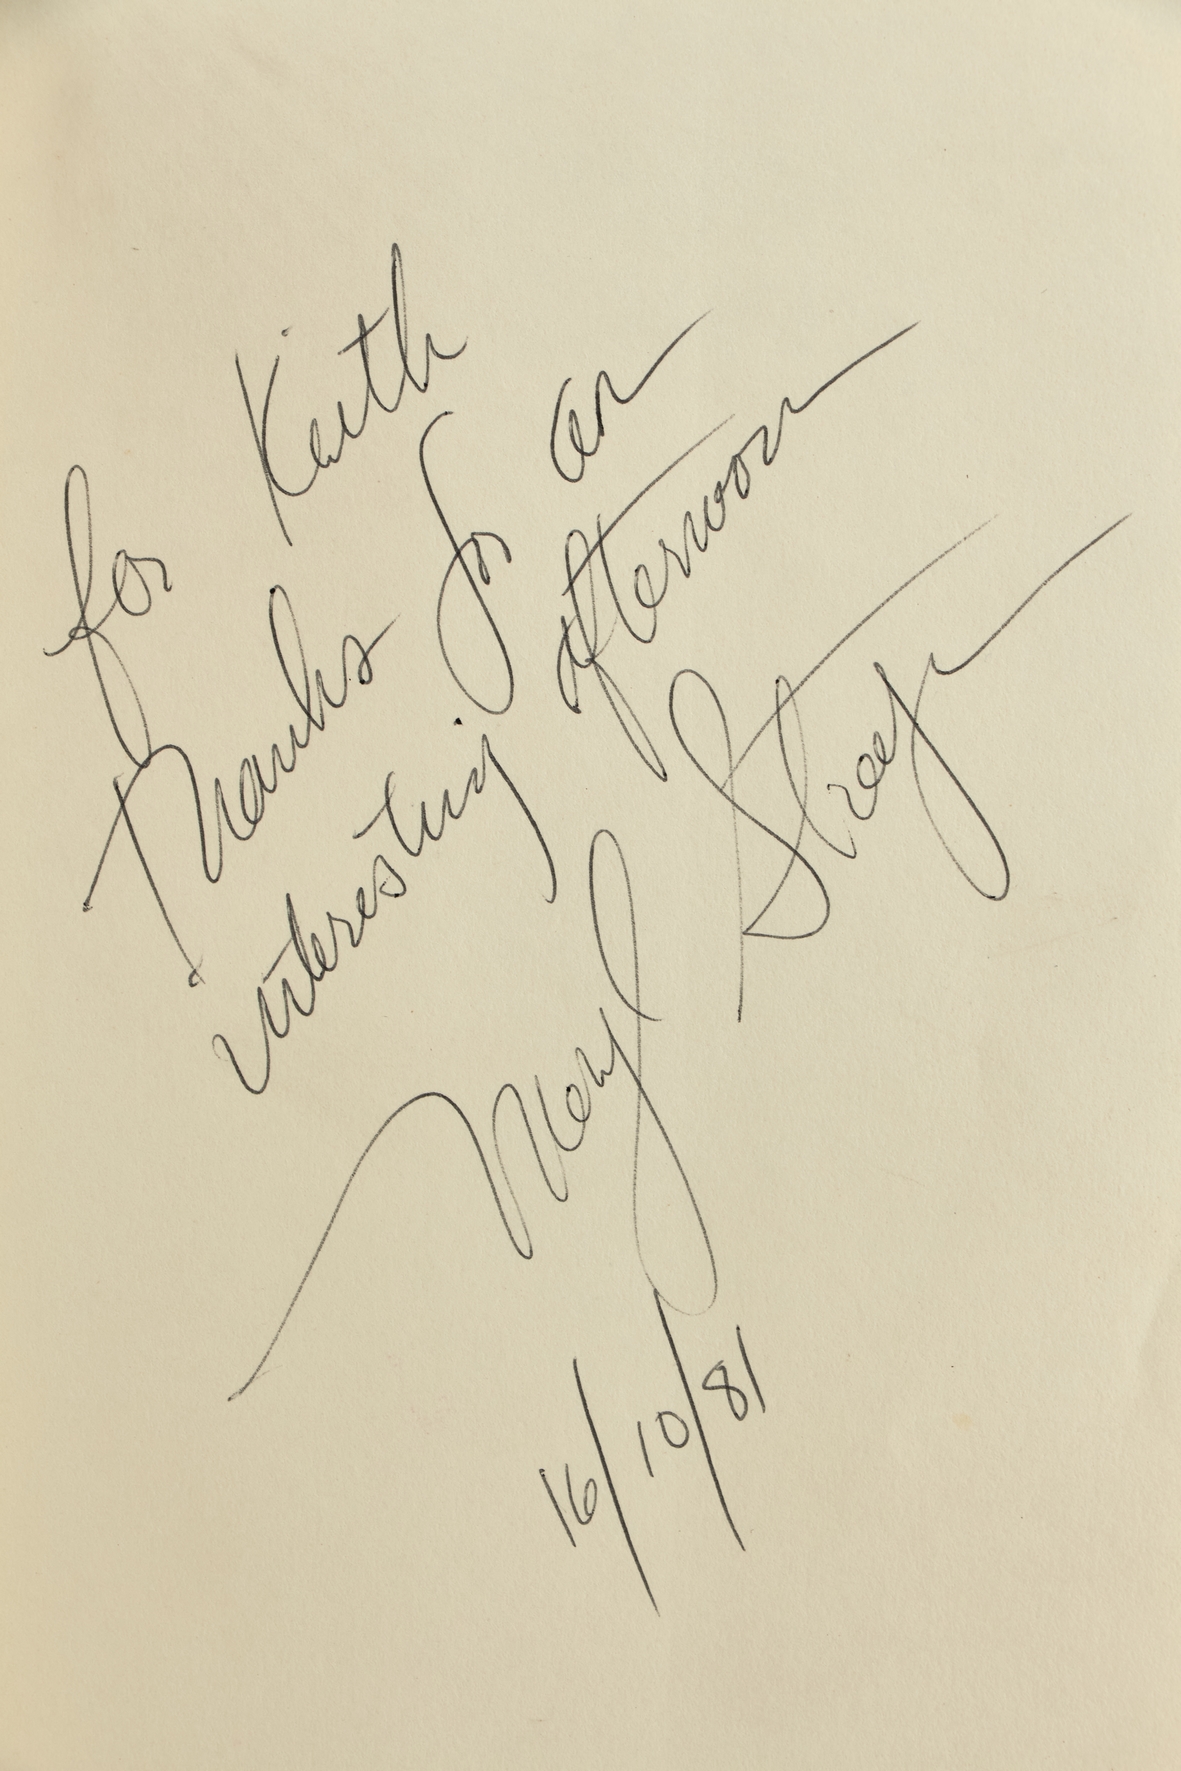 for Keith
Thanks for an
interesting afternoon
Meryl Streep
16/10/81